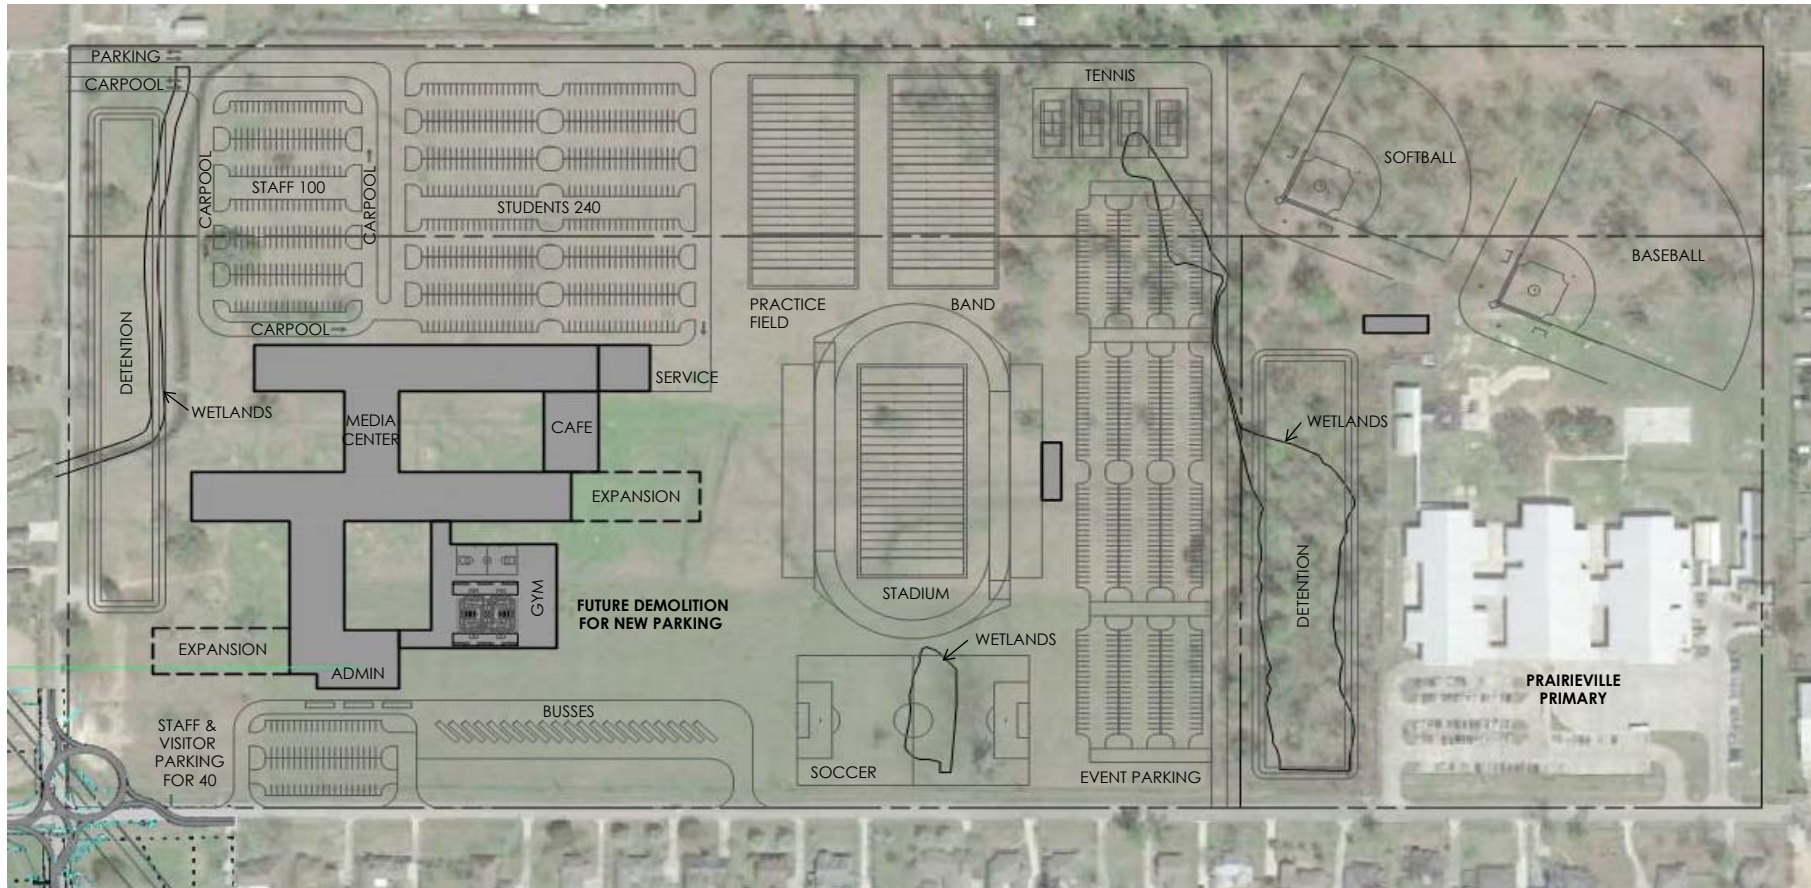 PARKING
CARPOOL
TENNIS
CARPOOL
STAFF 100
CARPOOL
STUDENTS 240
SOFTBALL
BASEBALL
PRACTICE
FIELD
BAND
CARPOOL
DETENTION
SERVICE
WETLANDS
MEDIA
CENTER
CAFE
WETLANDS
EXPANSION
GYM
STADIUM
DETENTION
FUTURE DEMOLITION
FOR NEW PARKING
WETLANDS
EXPANSION
ADMIN
PRAIRIEVILLE
PRIMARY
BUSSES
STAFF &
VISITOR
PARKING
FOR 40
SOCCER
EVENT PARKING